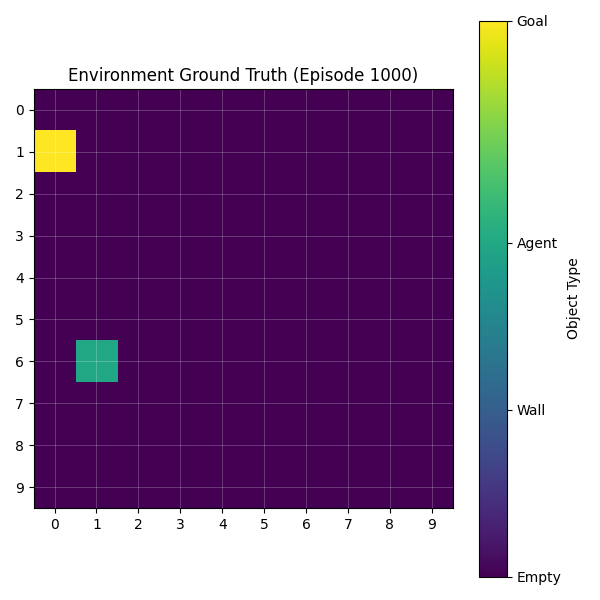 Environment Ground Truth (Episode 1000)
0
1
2
3
4
5
6
7
8
9
0 1 2 3 4 5 6 7 8 9
Goal
Agent
Wall
Empty
Object Type